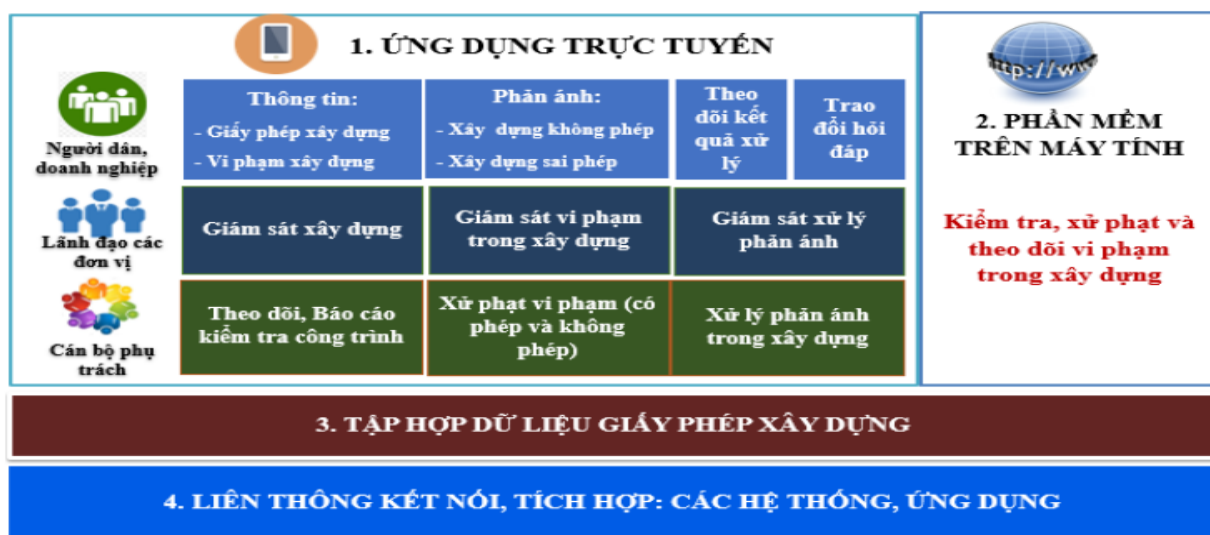 1. ỨNG DỤNG TRỰC TUYẾN
Người dân,
doanh nghiệp
Thông tin:
- Giấy phép xây dựng
- Vi phạm xây dựng
Phản ánh:
- Xây dựng không phép
- Xây dựng sai phép
Theo
dõi kết
quả xử
lý
Trao
đổi hỏi
đáp
Lãnh đạo các
đơn vị
Giám sát xây dựng
Giám sát vi phạm
trong xây dựng
Giám sát xử lý
phản ánh
Cán bộ phụ
trách
Theo dõi, Báo cáo
kiểm tra công trình
Xử phạt vi phạm (có
phép và không
phép)
Xử lý phản ánh
trong xây dựng
http://ww
2. PHẦN MỀM
TRÊN MÁY TÍNH
Kiểm tra, xử phạt và
theo dõi vi phạm
trong xây dựng
3. TẬP HỢP DỮ LIỆU GIẤY PHÉP XÂY DỰNG
4. LIÊN THÔNG KẾT NỐI, TÍCH HỢP: CÁC HỆ THỐNG, ỨNG DỤNG